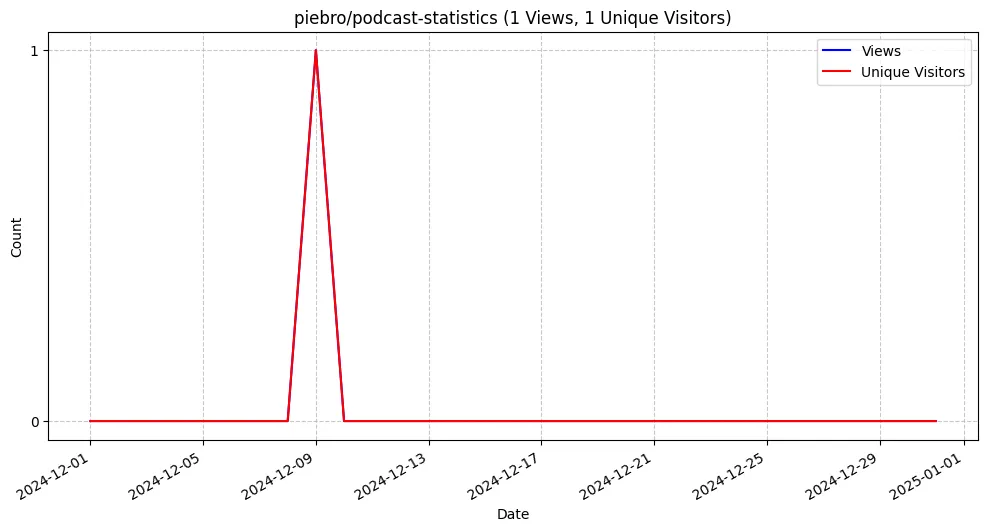 piebro/podcast-statistics (1 Views, 1 Unique Visitors)
Views
Unique Visitors
1
0
Count
2024-12-01
2024-12-05
2024-12-09
2024-12-13
2024-12-17
2024-12-21
2024-12-25
2024-12-29
2025-01-01
Date